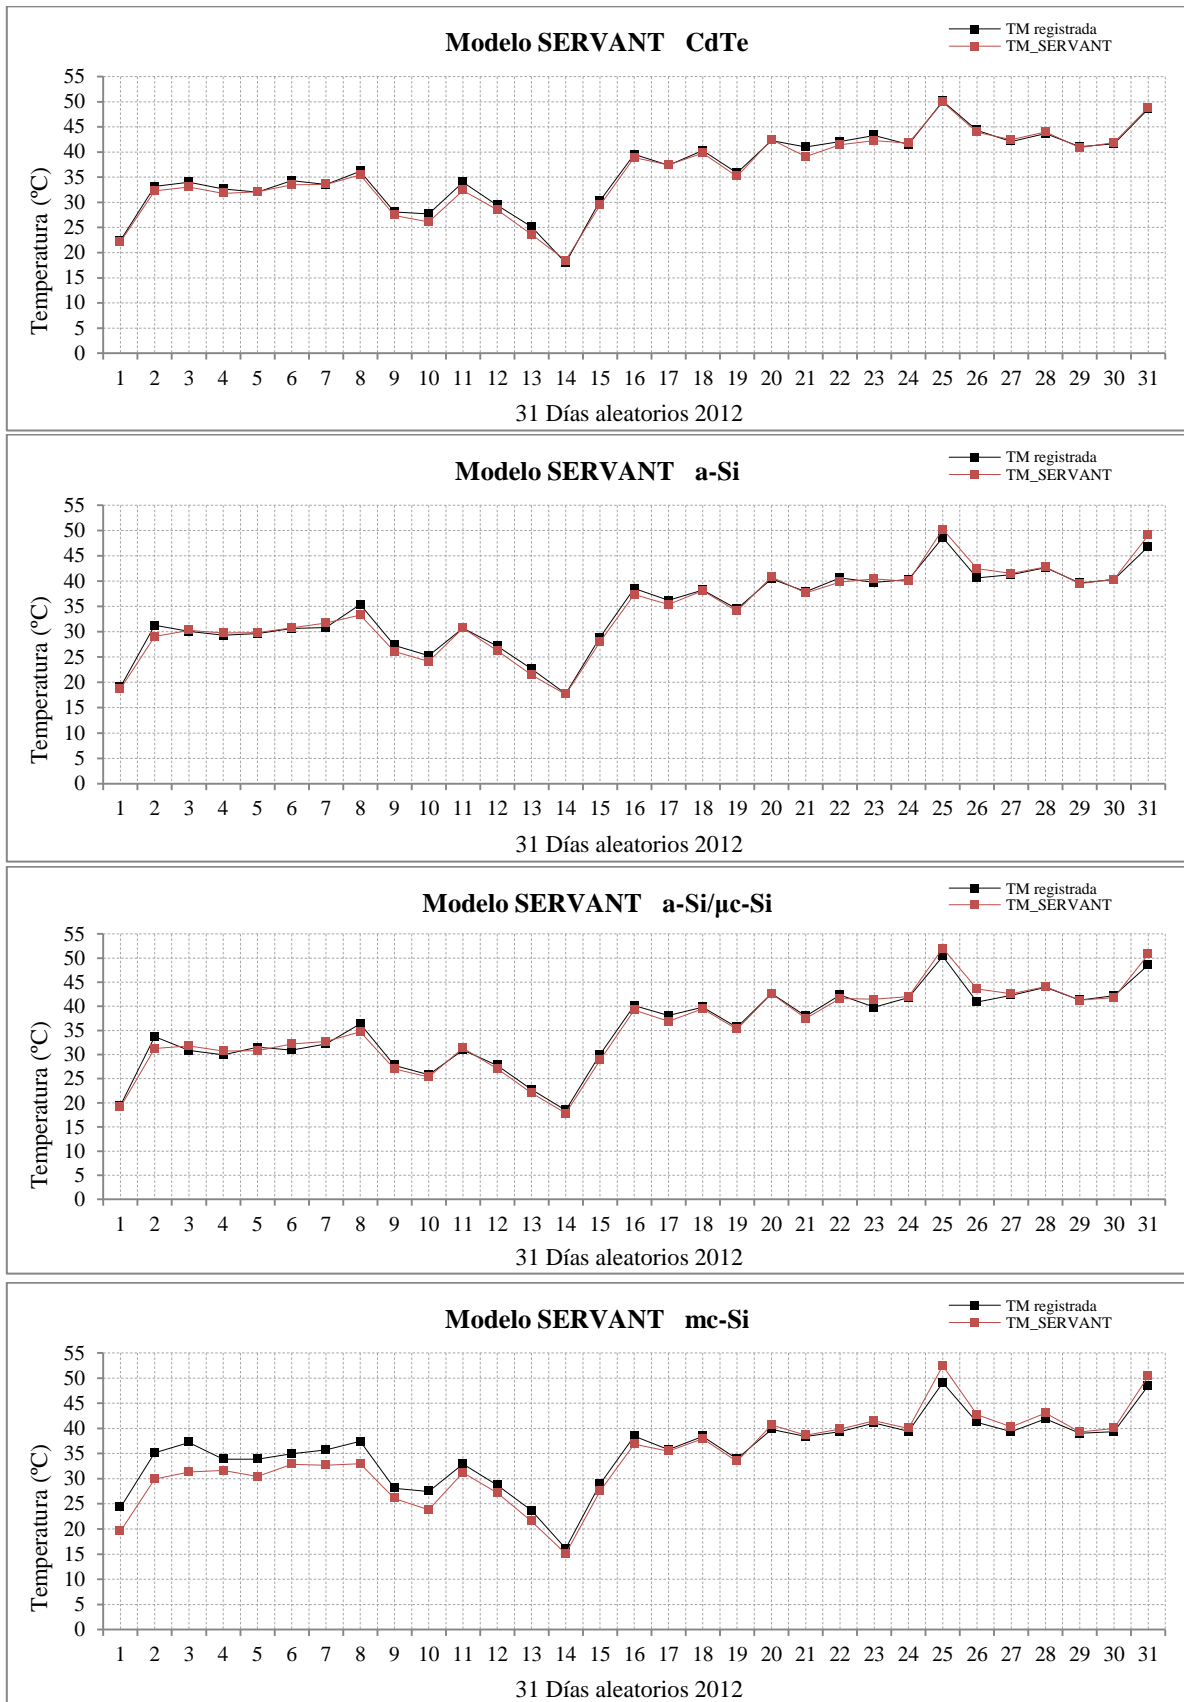 Modelo SERVANT CdTe
TM registrada
TM_SERVANT
Temperatura (ºC)
55
50
45
40
35
30
25
20
15
10
5
0
1 2 3 4 5 6 7 8 9 10 11 12 13 14 15 16 17 18 19 20 21 22 23 24 25 26 27 28 29 30 31
31 Días aleatorios 2012
Modelo SERVANT a-Si
TM registrada
TM_SERVANT
Temperatura (ºC)
55
50
45
40
35
30
25
20
15
10
5
0
1 2 3 4 5 6 7 8 9 10 11 12 13 14 15 16 17 18 19 20 21 22 23 24 25 26 27 28 29 30 31
31 Días aleatorios 2012
Modelo SERVANT a-Si/µc-Si
TM registrada
TM_SERVANT
Temperatura (ºC)
55
50
45
40
35
30
25
20
15
10
5
0
1 2 3 4 5 6 7 8 9 10 11 12 13 14 15 16 17 18 19 20 21 22 23 24 25 26 27 28 29 30 31
31 Días aleatorios 2012
Modelo SERVANT mc-Si
TM registrada
TM_SERVANT
Temperatura (ºC)
55
50
45
40
35
30
25
20
15
10
5
0
1 2 3 4 5 6 7 8 9 10 11 12 13 14 15 16 17 18 19 20 21 22 23 24 25 26 27 28 29 30 31
31 Días aleatorios 2012